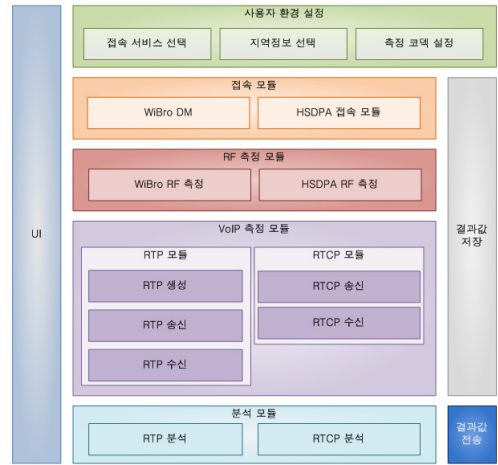 UI
사용자 환경 설정
접속 서비스 선택
지역정보 선택
측정 코덱 설정
접속 모듈
WiBro DM
HSDPA 접속 모듈
RF 측정 모듈
WiBro RF 측정
HSDPA RF 측정
VoIP 측정 모듈
RTP 모듈
RTP 생성
RTP 송신
RTP 수신
RTCP 모듈
RTCP 송신
RTCP 수신
분석 모듈
RTP 분석
RTCP 분석
결과값
저장
결과값
전송